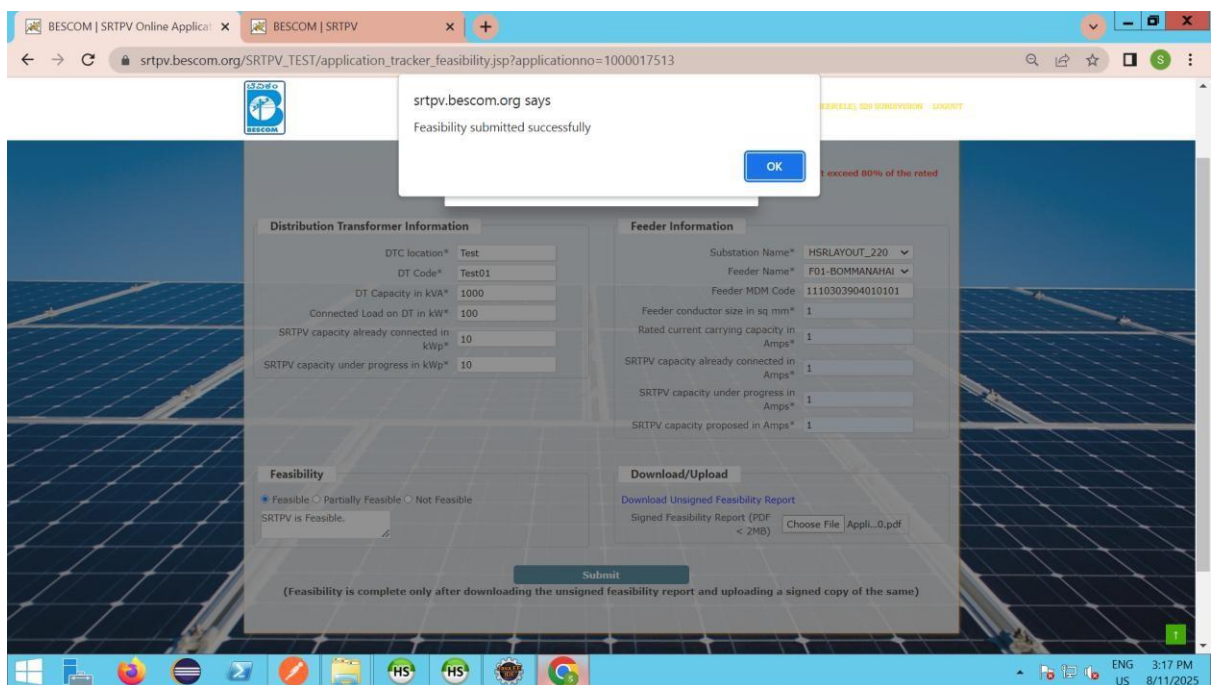 BESCOM | SRTPV Online Applicat
BESCOM | SRTPV
srtpv.bescom.org/SRTPV_TEST/application_tracker_feasibility.jsp?applicationno=1000017513
S
ಬೆವಿಕಂ
BESCOM
srtpv.bescom.org says
Feasibility submitted successfully
OK
SUBDIVISION LOGOUT
t exceed 80% of the rated
Distribution Transformer Information
DTC location* Test
DT Code* Test01
DT Capacity in kVA* 1000
Connected Load on DT in kW* 100
SRTPV capacity already connected in
kWp* 10
SRTPV capacity under progress in kWp* 10
Feeder Information
Substation Name* HSRLAYOUT_220
Feeder Name* F01-BOMMANAHAl
Feeder MDM Code 1110303904010101
Feeder conductor size in sq mm* 1
Rated current carrying capacity in
Amps* 1
SRTPV capacity already connected in
Amps* 1
SRTPV capacity under progress in
Amps* 1
SRTPV capacity proposed in Amps* 1
Feasibility
Feasible Partially Feasible Not Feasible
SRTPV is Feasible.
Download/Upload
Download Unsigned Feasibility Report
Signed Feasibility Report (PDF
< 2MB) Choose File Appli...0.pdf
Submit
(Feasibility is complete only after downloading the unsigned feasibility report and uploading a signed copy of the same)
HS HS
ENG 3:17 PM
US 8/11/2025